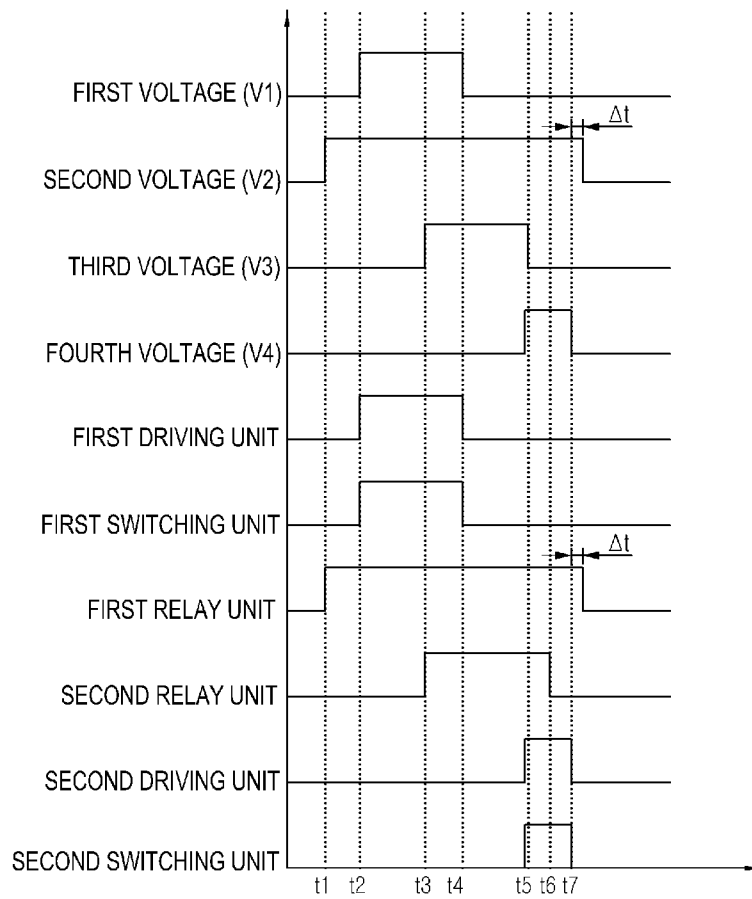 FIRST VOLTAGE (V1)
Δt
SECOND VOLTAGE (V2)
THIRD VOLTAGE (V3)
FOURTH VOLTAGE (V4)
FIRST DRIVING UNIT
FIRST SWITCHING UNIT
Δt
FIRST RELAY UNIT
SECOND RELAY UNIT
SECOND DRIVING UNIT
SECOND SWITCHING UNIT
t1 t2 t3 t4 t5 t6 t7